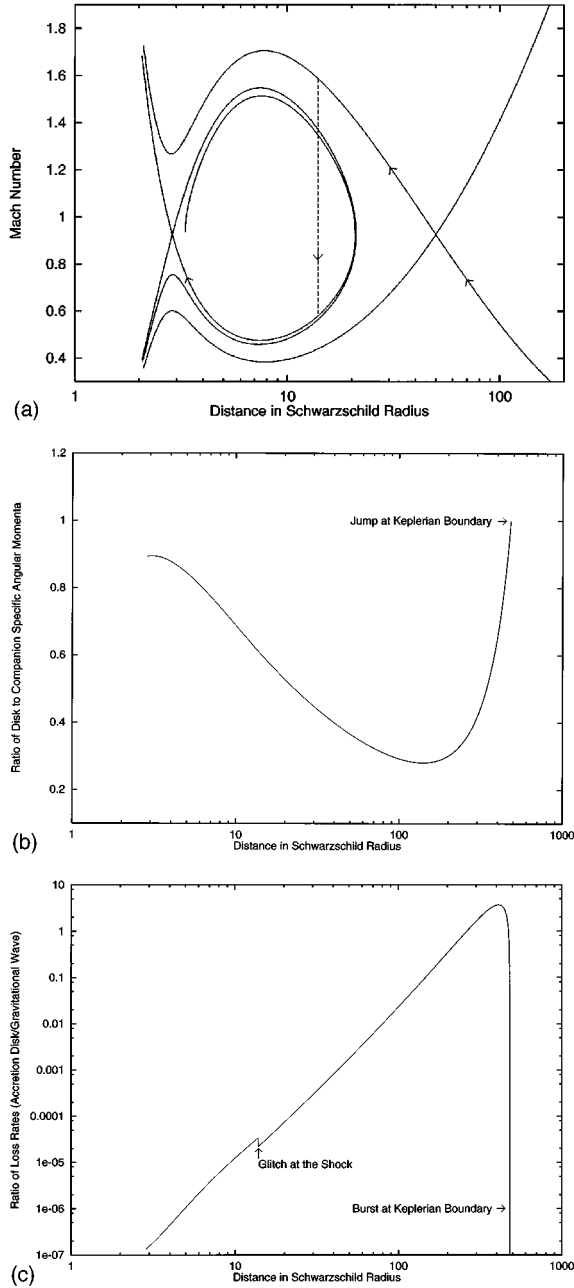 1.8
1.6
1.4
1.2
1
0.8
0.6
0.4
Mach Number
1
10
100
Distance in Schwarzschild Radius
(a)
1.2
1
0.8
0.6
0.4
0.2
Ratio of Disk to Companion Specific Angular Momenta
Jump at Keplerian Boundary →
1
10
100
1000
Distance in Schwarzschild Radius
(b)
10
1
0.1
0.01
0.001
0.0001
1e-05
1e-06
1e-07
Ratio of Loss Rates (Accretion Disk/Gravitational Wave)
Glitch at the Shock
Burst at Keplerian Boundary →
1
10
100
1000
Distance in Schwarzschild Radius
(c)